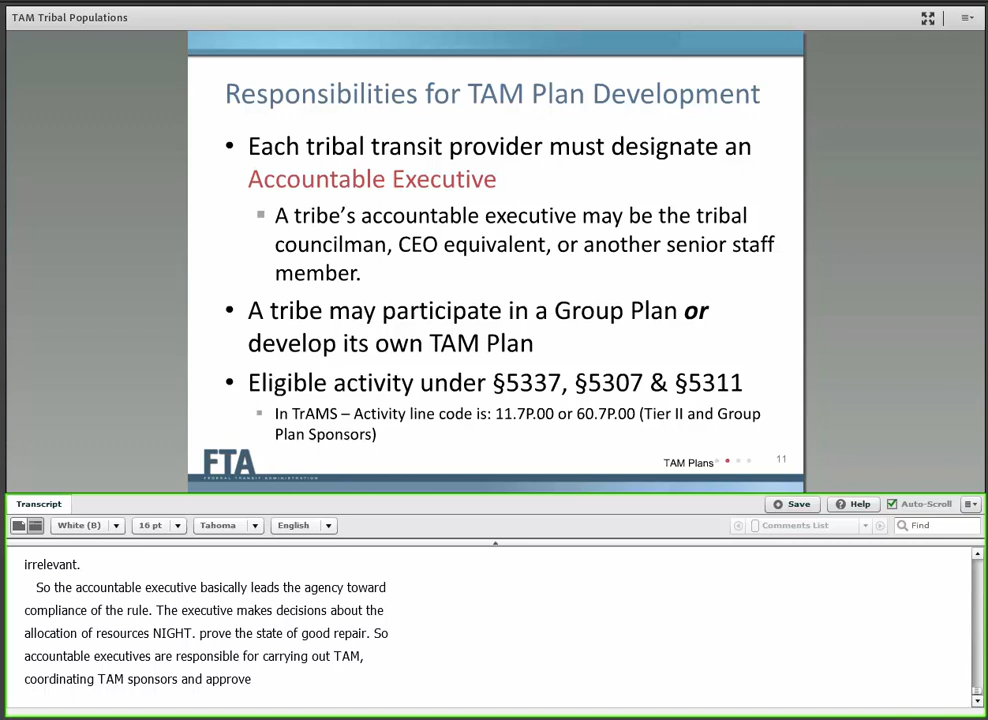 TAM Tribal Populations
Responsibilities for TAM Plan Development
• Each tribal transit provider must designate an
Accountable Executive
▪ A tribe's accountable executive may be the tribal
councilman, CEO equivalent, or another senior staff
member.
• A tribe may participate in a Group Plan or
develop its own TAM Plan
• Eligible activity under §5337, §5307 & §5311
▪ In TrAMS – Activity line code is: 11.7P.00 or 60.7P.00 (Tier II and Group
Plan Sponsors)
FTA
FEDERAL TRANSIT ADMINISTRATION
TAM Plans
11
Transcript
Save
Help
Auto-Scroll
White (B)
16 pt
Tahoma
English
Comments List
Find
irrelevant.
So the accountable executive basically leads the agency toward
compliance of the rule. The executive makes decisions about the
allocation of resources NIGHT. prove the state of good repair. So
accountable executives are responsible for carrying out TAM,
coordinating TAM sponsors and approve